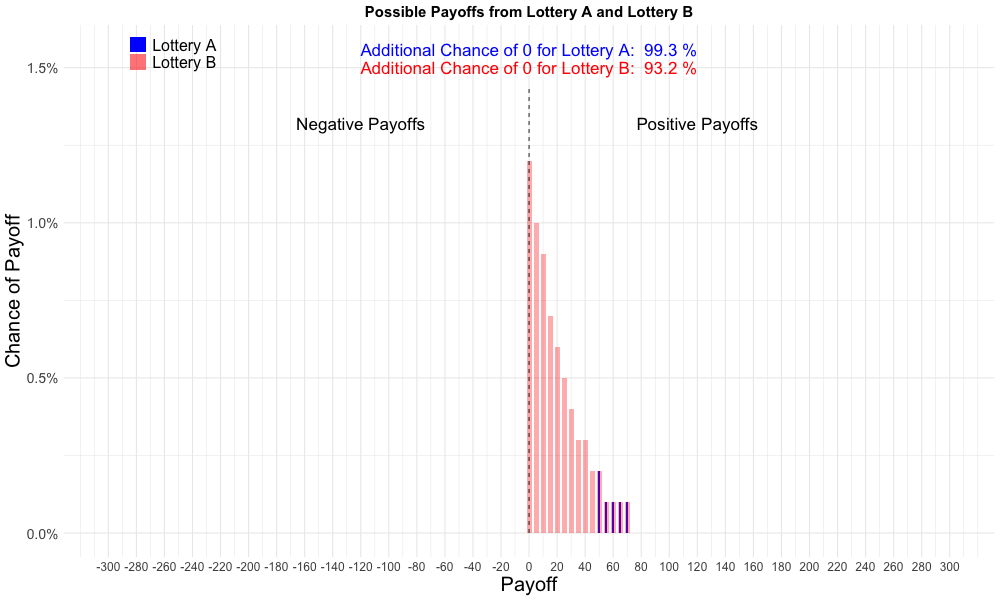 Possible Payoffs from Lottery A and Lottery B
Lottery A
Lottery B
Additional Chance of 0 for Lottery A:  99.3 %
Additional Chance of 0 for Lottery B:  93.2 %
Negative Payoffs
Positive Payoffs
Chance of Payoff
1.5%
1.0%
0.5%
0.0%
-300 -280 -260 -240 -220 -200 -180 -160 -140 -120 -100 -80 -60 -40 -20 0 20 40 60 80 100 120 140 160 180 200 220 240 260 280 300
Payoff